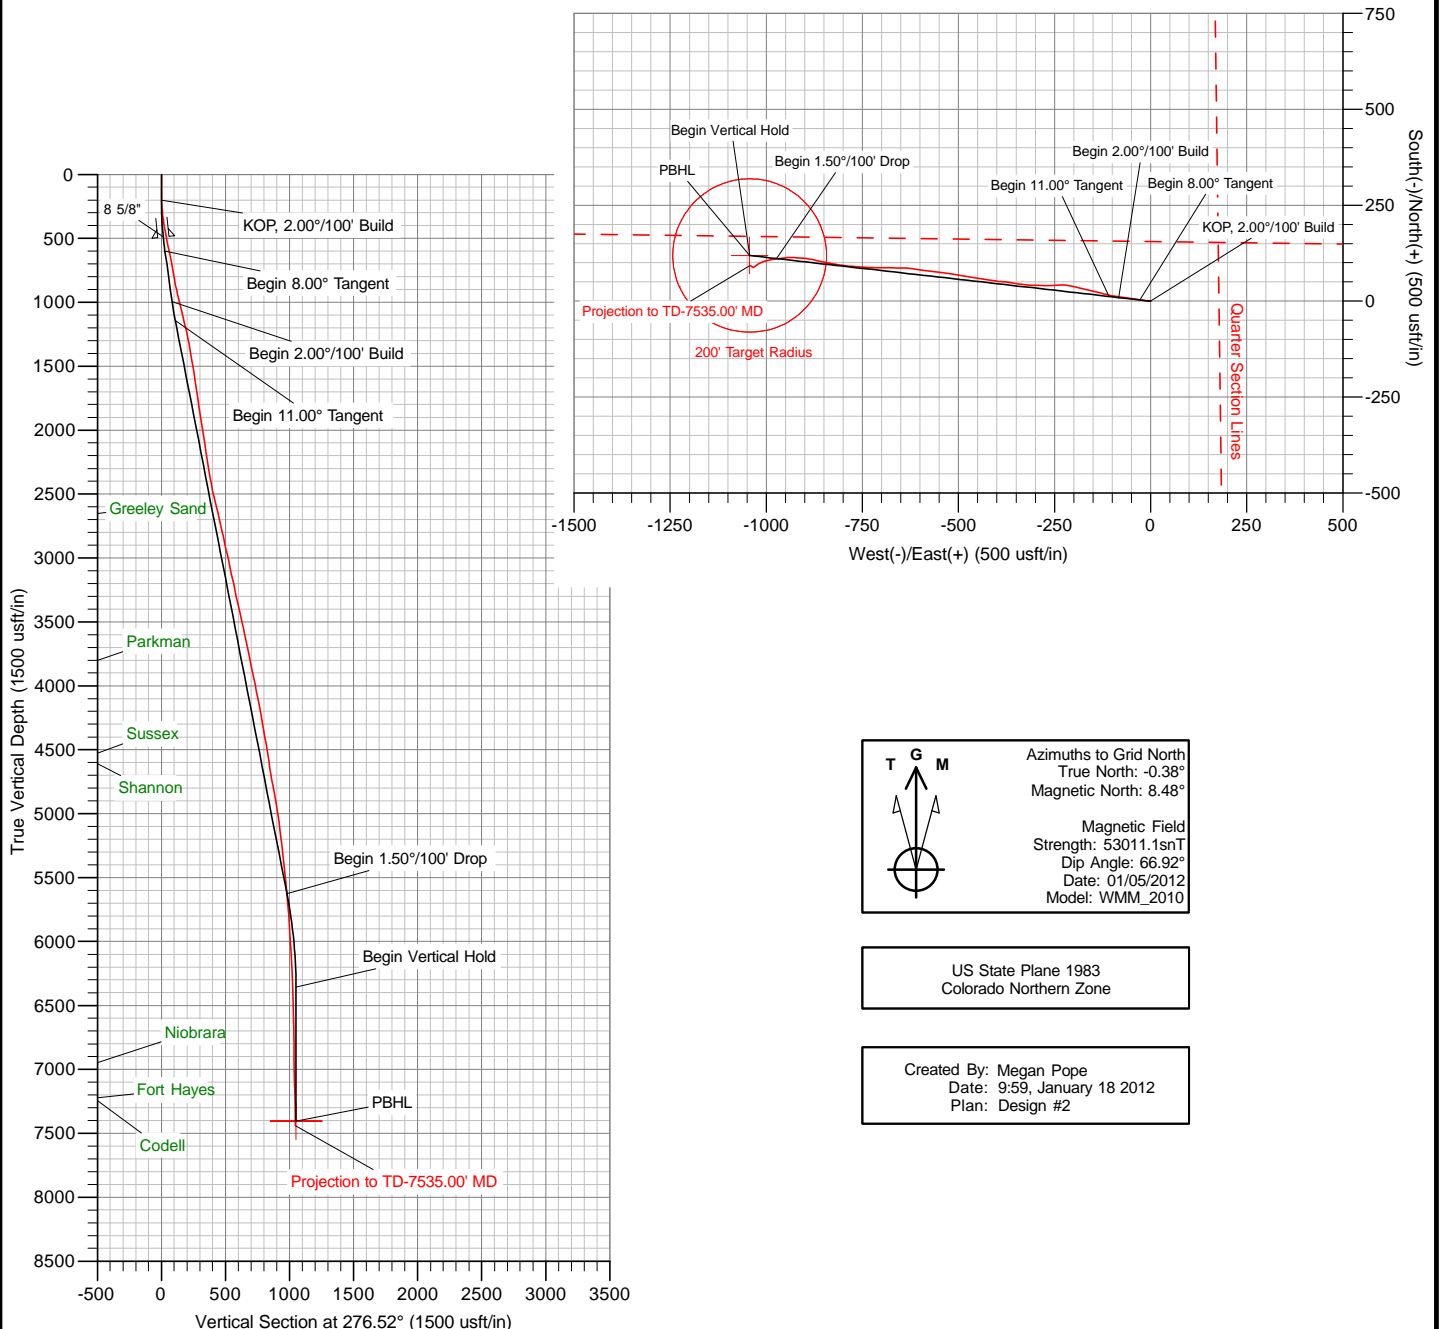 750
500
250
0
-250
-500
South(-)/North(+) (500 usft/in)
Begin Vertical Hold
Begin 1.50°/100' Drop
PBHL
Begin 2.00°/100' Build
Begin 11.00° Tangent
Begin 8.00° Tangent
KOP, 2.00°/100' Build
Projection to TD-7535.00' MD
200' Target Radius
Quarter Section Lines
-1500
-1250
-1000
-750
-500
-250
0
250
500
West(-)/East(+) (500 usft/in)
0
500
1000
1500
2000
2500
3000
3500
4000
4500
5000
5500
6000
6500
7000
7500
8000
8500
True Vertical Depth (1500 usft/in)
8 5/8"
KOP, 2.00°/100' Build
Begin 8.00° Tangent
Begin 2.00°/100' Build
Begin 11.00° Tangent
Greeley Sand
Parkman
Sussex
Shannon
Begin 1.50°/100' Drop
Begin Vertical Hold
Niobrara
Fort Hayes
PBHL
Codell
Projection to TD-7535.00' MD
-500
0
500
1000
1500
2000
2500
3000
3500
Vertical Section at 276.52° (1500 usft/in)
T G M
Azimuths to Grid North
True North: -0.38°
Magnetic North: 8.48°
Magnetic Field
Strength: 53011.1snT
Dip Angle: 66.92°
Date: 01/05/2012
Model: WMM_2010
US State Plane 1983
Colorado Northern Zone
Created By: Megan Pope
Date: 9:59, January 18 2012
Plan: Design #2